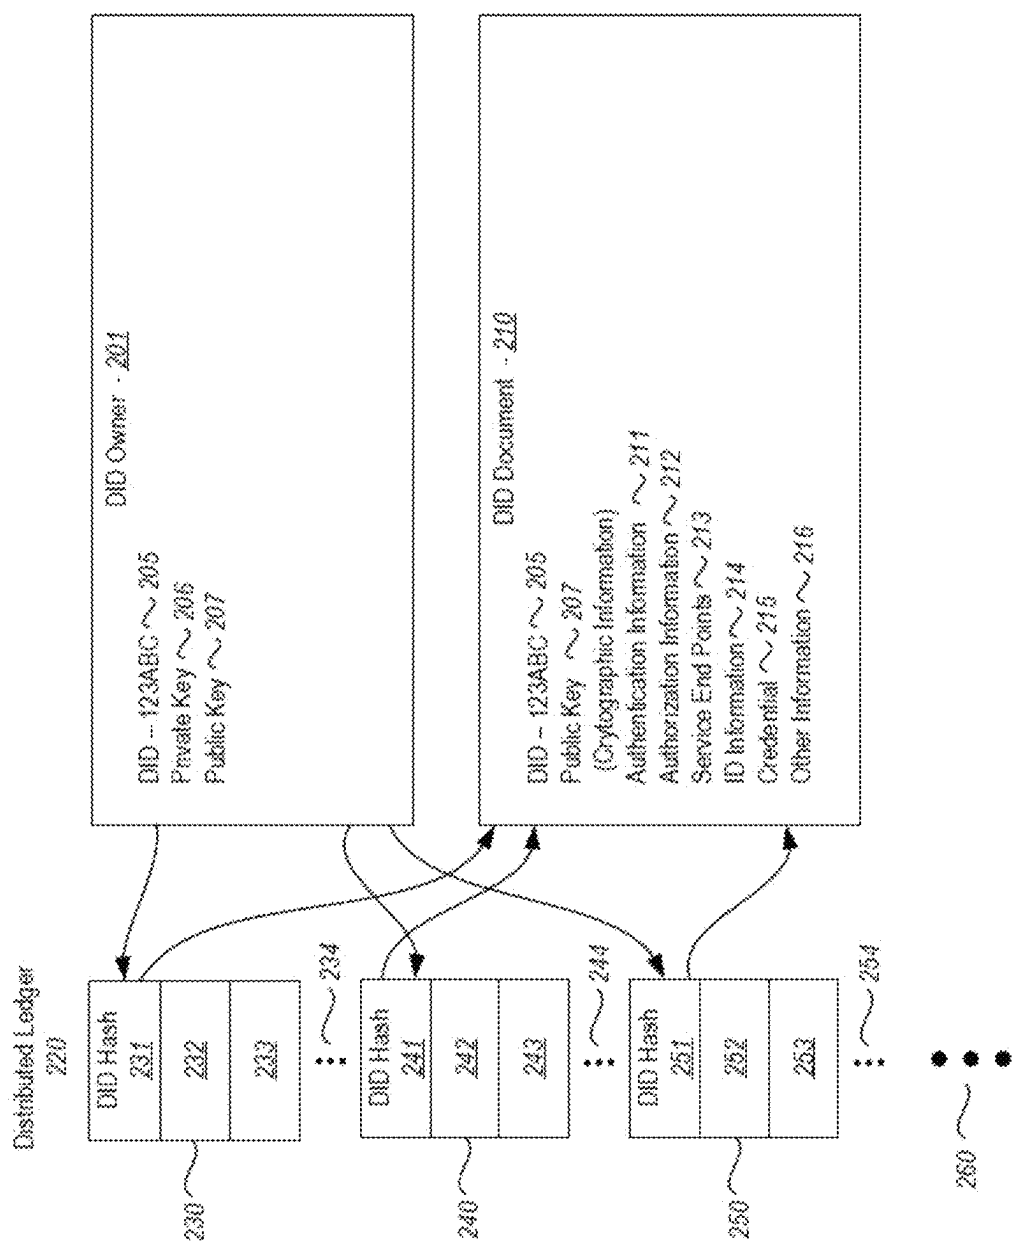 Distributed Ledger
220
DID Hash
231
232
233
234
230
DID Hash
241
242
243
244
240
DID Hash
251
252
253
254
250
260
DID Owner - 201
DID – 123ABC 205
Private Key 206
Public Key 207
DID Document - 210
DID – 123ABC 205
Public Key 207
(Crytographic Information)
Authentication Information 211
Authorization Information 212
Service End Points 213
ID Information 214
Credential 215
Other Information 216